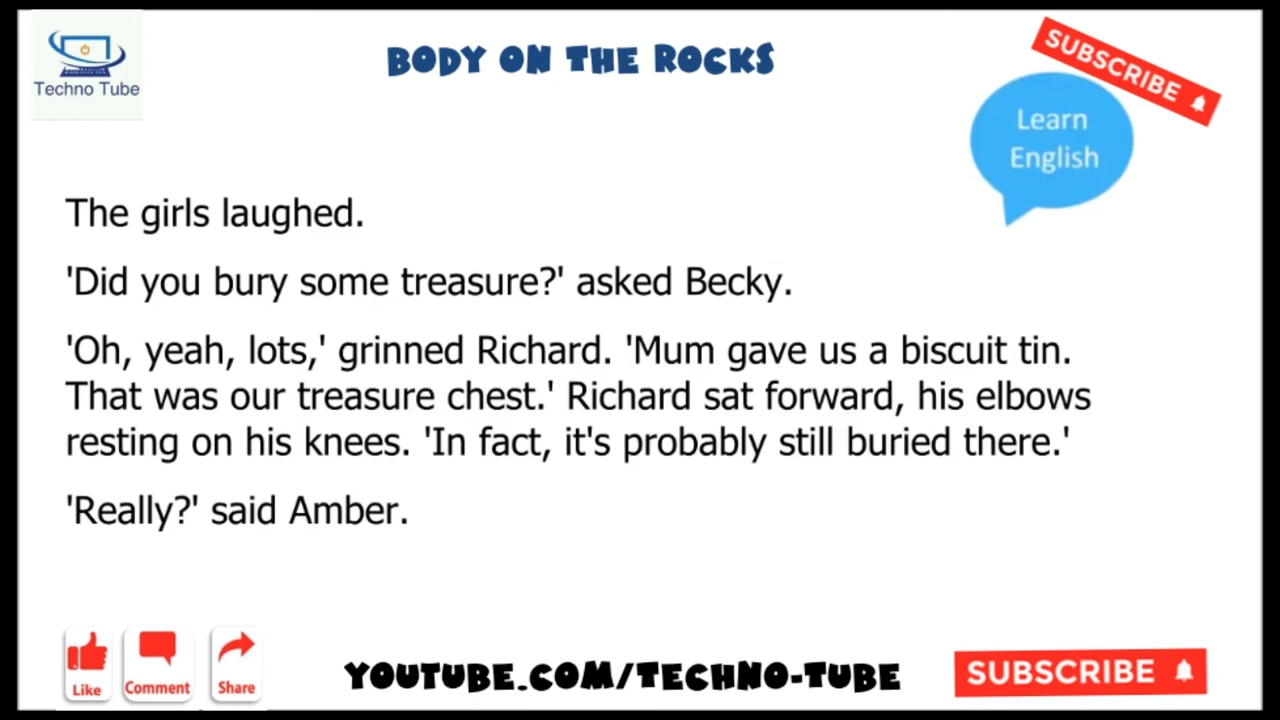 BODY ON THE ROCKS
SUBSCRIBE
Techno Tube
Learn
English
The girls laughed.
'Did you bury some treasure?' asked Becky.
'Oh, yeah, lots,' grinned Richard. 'Mum gave us a biscuit tin.
That was our treasure chest.' Richard sat forward, his elbows
resting on his knees. 'In fact, it's probably still buried there.'
'Really?' said Amber.
Like
Comment
Share
YOUTUBE.COM/TECHNO-TUBE
SUBSCRIBE